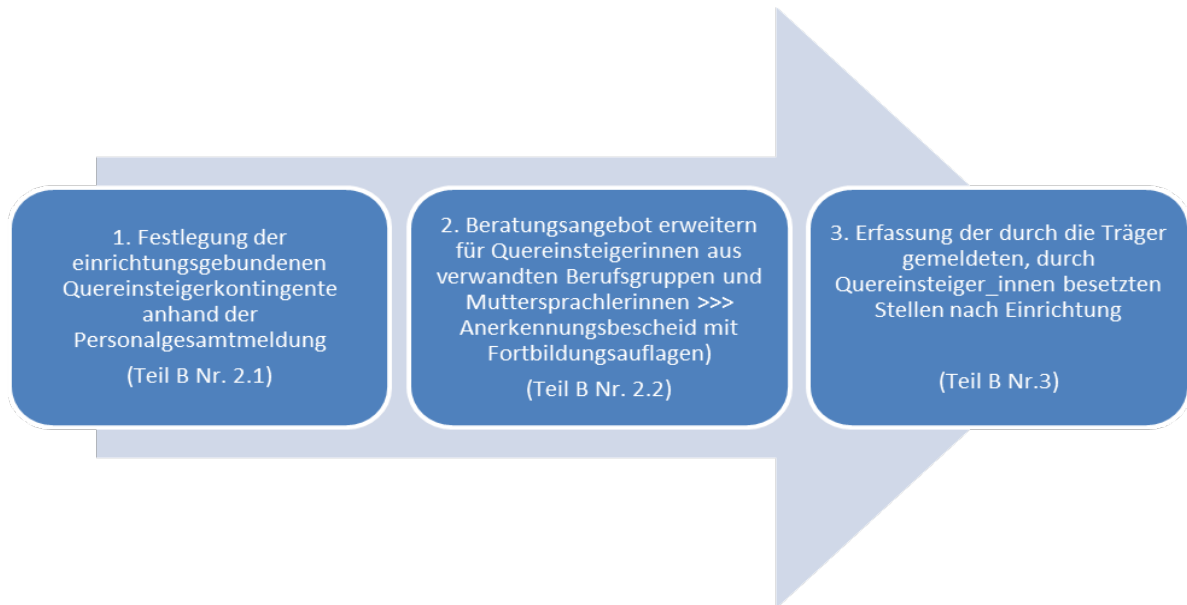 1. Festlegung der
einrichtungsgebundenen
Quereinsteigerkontingente
anhand der
Personalgesamtmeldung
(Teil B Nr. 2.1)
2. Beratungsangebot erweitern
für Quereinsteigerinnen aus
verwandten Berufsgruppen und
Muttersprachlerinnen >>>
Anerkennungsbescheid mit
Fortbildungsauflagen)
(Teil B Nr. 2.2)
3. Erfassung der durch die Träger
gemeldeten, durch
Quereinsteiger_innen besetzten
Stellen nach Einrichtung
(Teil B Nr.3)